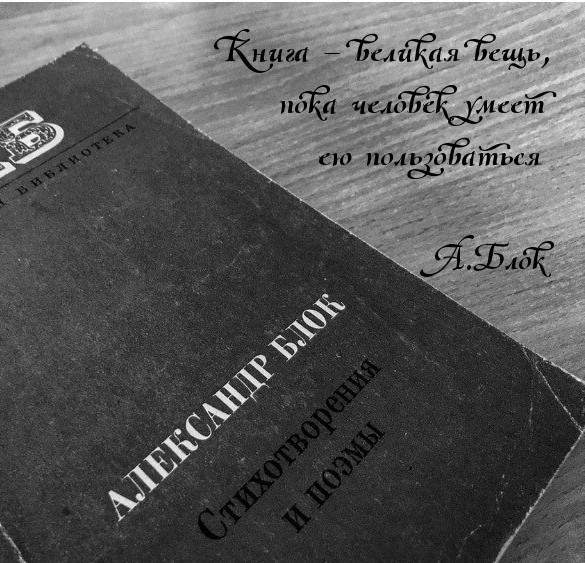 Книга – великая вещь,
пока человек умеет
ею пользоваться
А.Блок
Б
БИБЛИОТЕКА
АЛЕКСАНДР БЛОК
Стихотворения
и поэмы